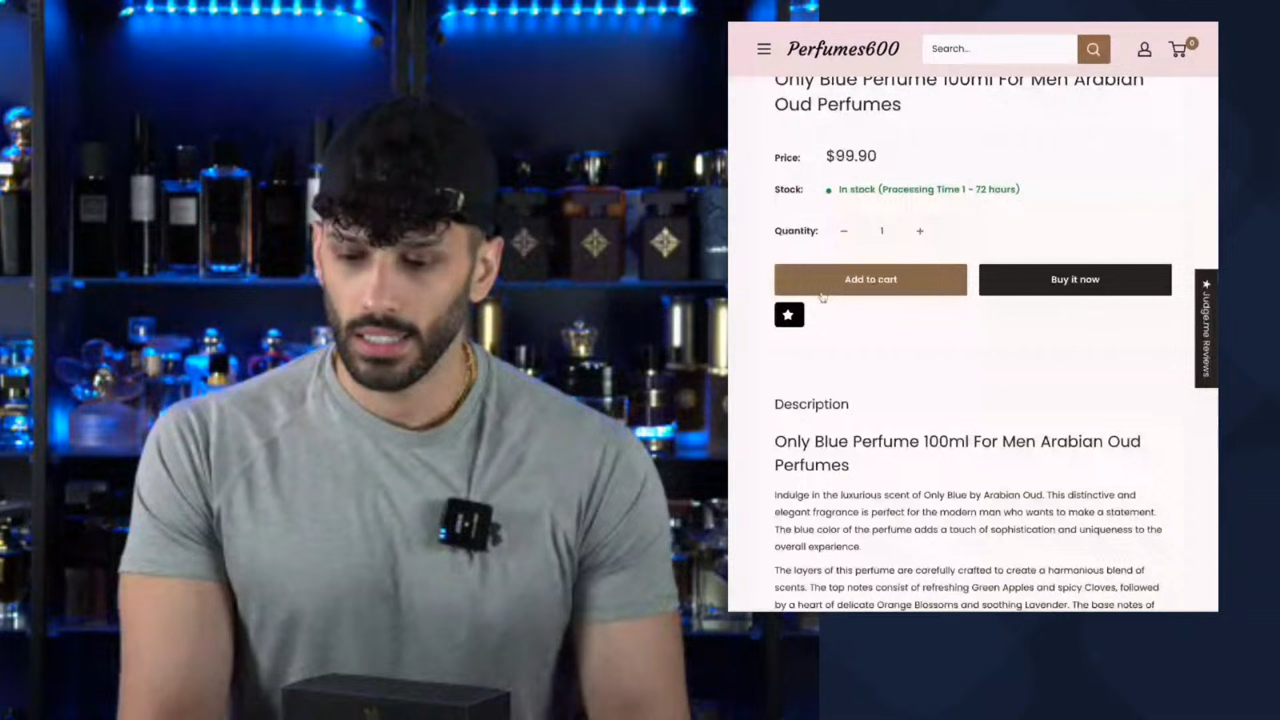 Perfumes600
Search...
0
Only Blue Perfume 100ml For Men Arabian
Oud Perfumes
Price: $99.90
Stock: In stock (Pracessing Time 1 - 72 hours)
Quantity: − 1 +
Add to cart
Buy it now
★ Judge.me Reviews
Description
Only Blue Perfume 100ml For Men Arabian Oud
Perfumes
Indulge in the luxurious scent of Only Blue by Arabian Oud. This distinctive and
elegant fragrance is perfect for the modern man who wants to make a statement.
The blue color of the perfume adds a touch of sophistication and uniqueness to the
overall experience.
The layers of this perfume are carefully crafted to create a harmonious blend of
scents. The top notes consist of refreshing Green Apples and spicy Cloves, followed
by a heart of delicate Orange Blossoms and soothing Lavender. The base notes of